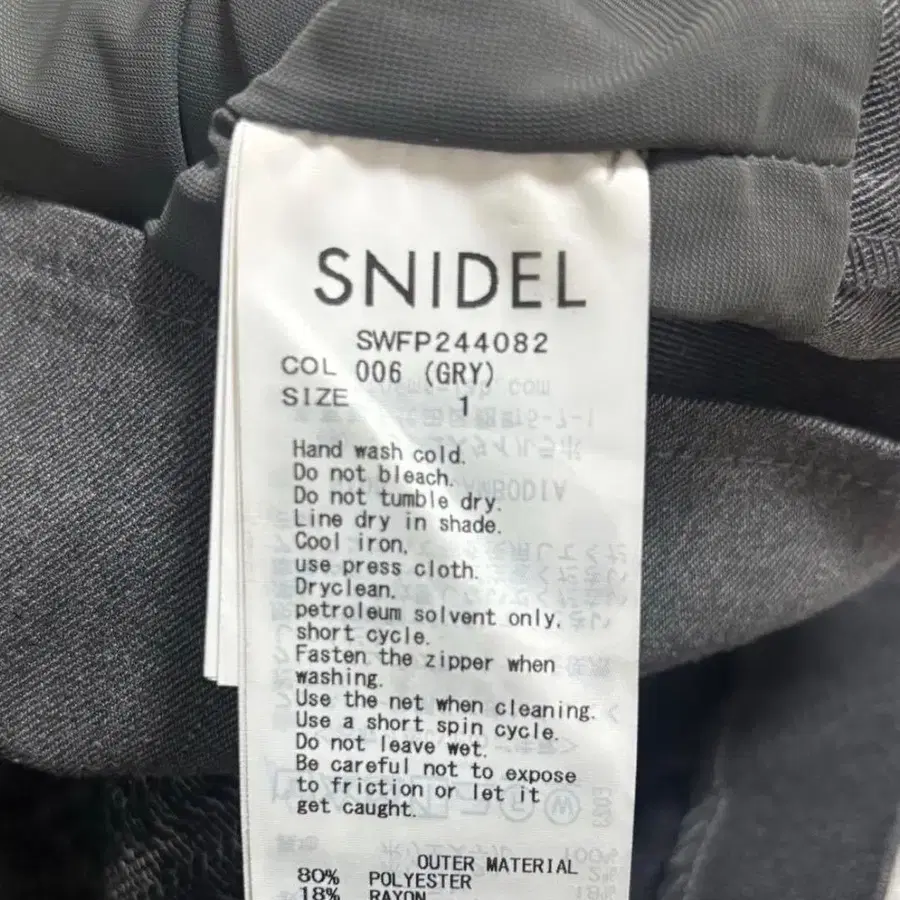 SNIDEL
SWFP244082
COL 006 (GRY)
SIZE 1
Hand wash cold.
Do not bleach.
Do not tumble dry.
Line dry in shade.
Cool iron,
use press cloth.
Dryclean,
petroleum solvent only,
short cycle.
Fasten the zipper when
washing.
Use the net when cleaning.
Use a short spin cycle.
Do not leave wet.
Be careful not to expose
to friction or let it
get caught.
OUTER MATERIAL
80% POLYESTER
18% RAYON